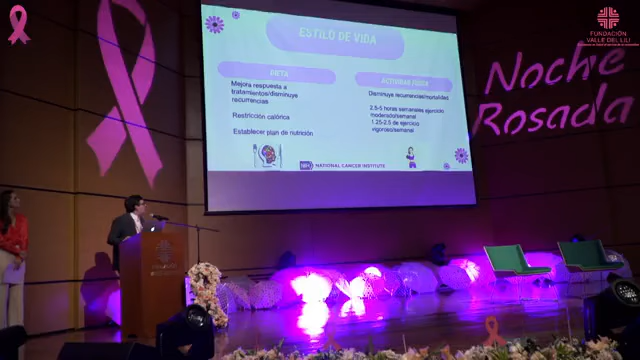 ESTILO DE VIDA
DIETA
Mejora respuesta a
tratamientos/disminuye
recurrencias
Restricción calórica
Establecer plan de nutrición
ACTIVIDAD FÍSICA
Disminuye recurrencias/mortalidad
2.5-5 horas semanales ejercicio
moderado/semanal
1.25-2.5 de ejercicio
vigoroso/semanal
NIH NATIONAL CANCER INSTITUTE
FUNDACIÓN
VALLE DEL LILI
Noche
Rosada